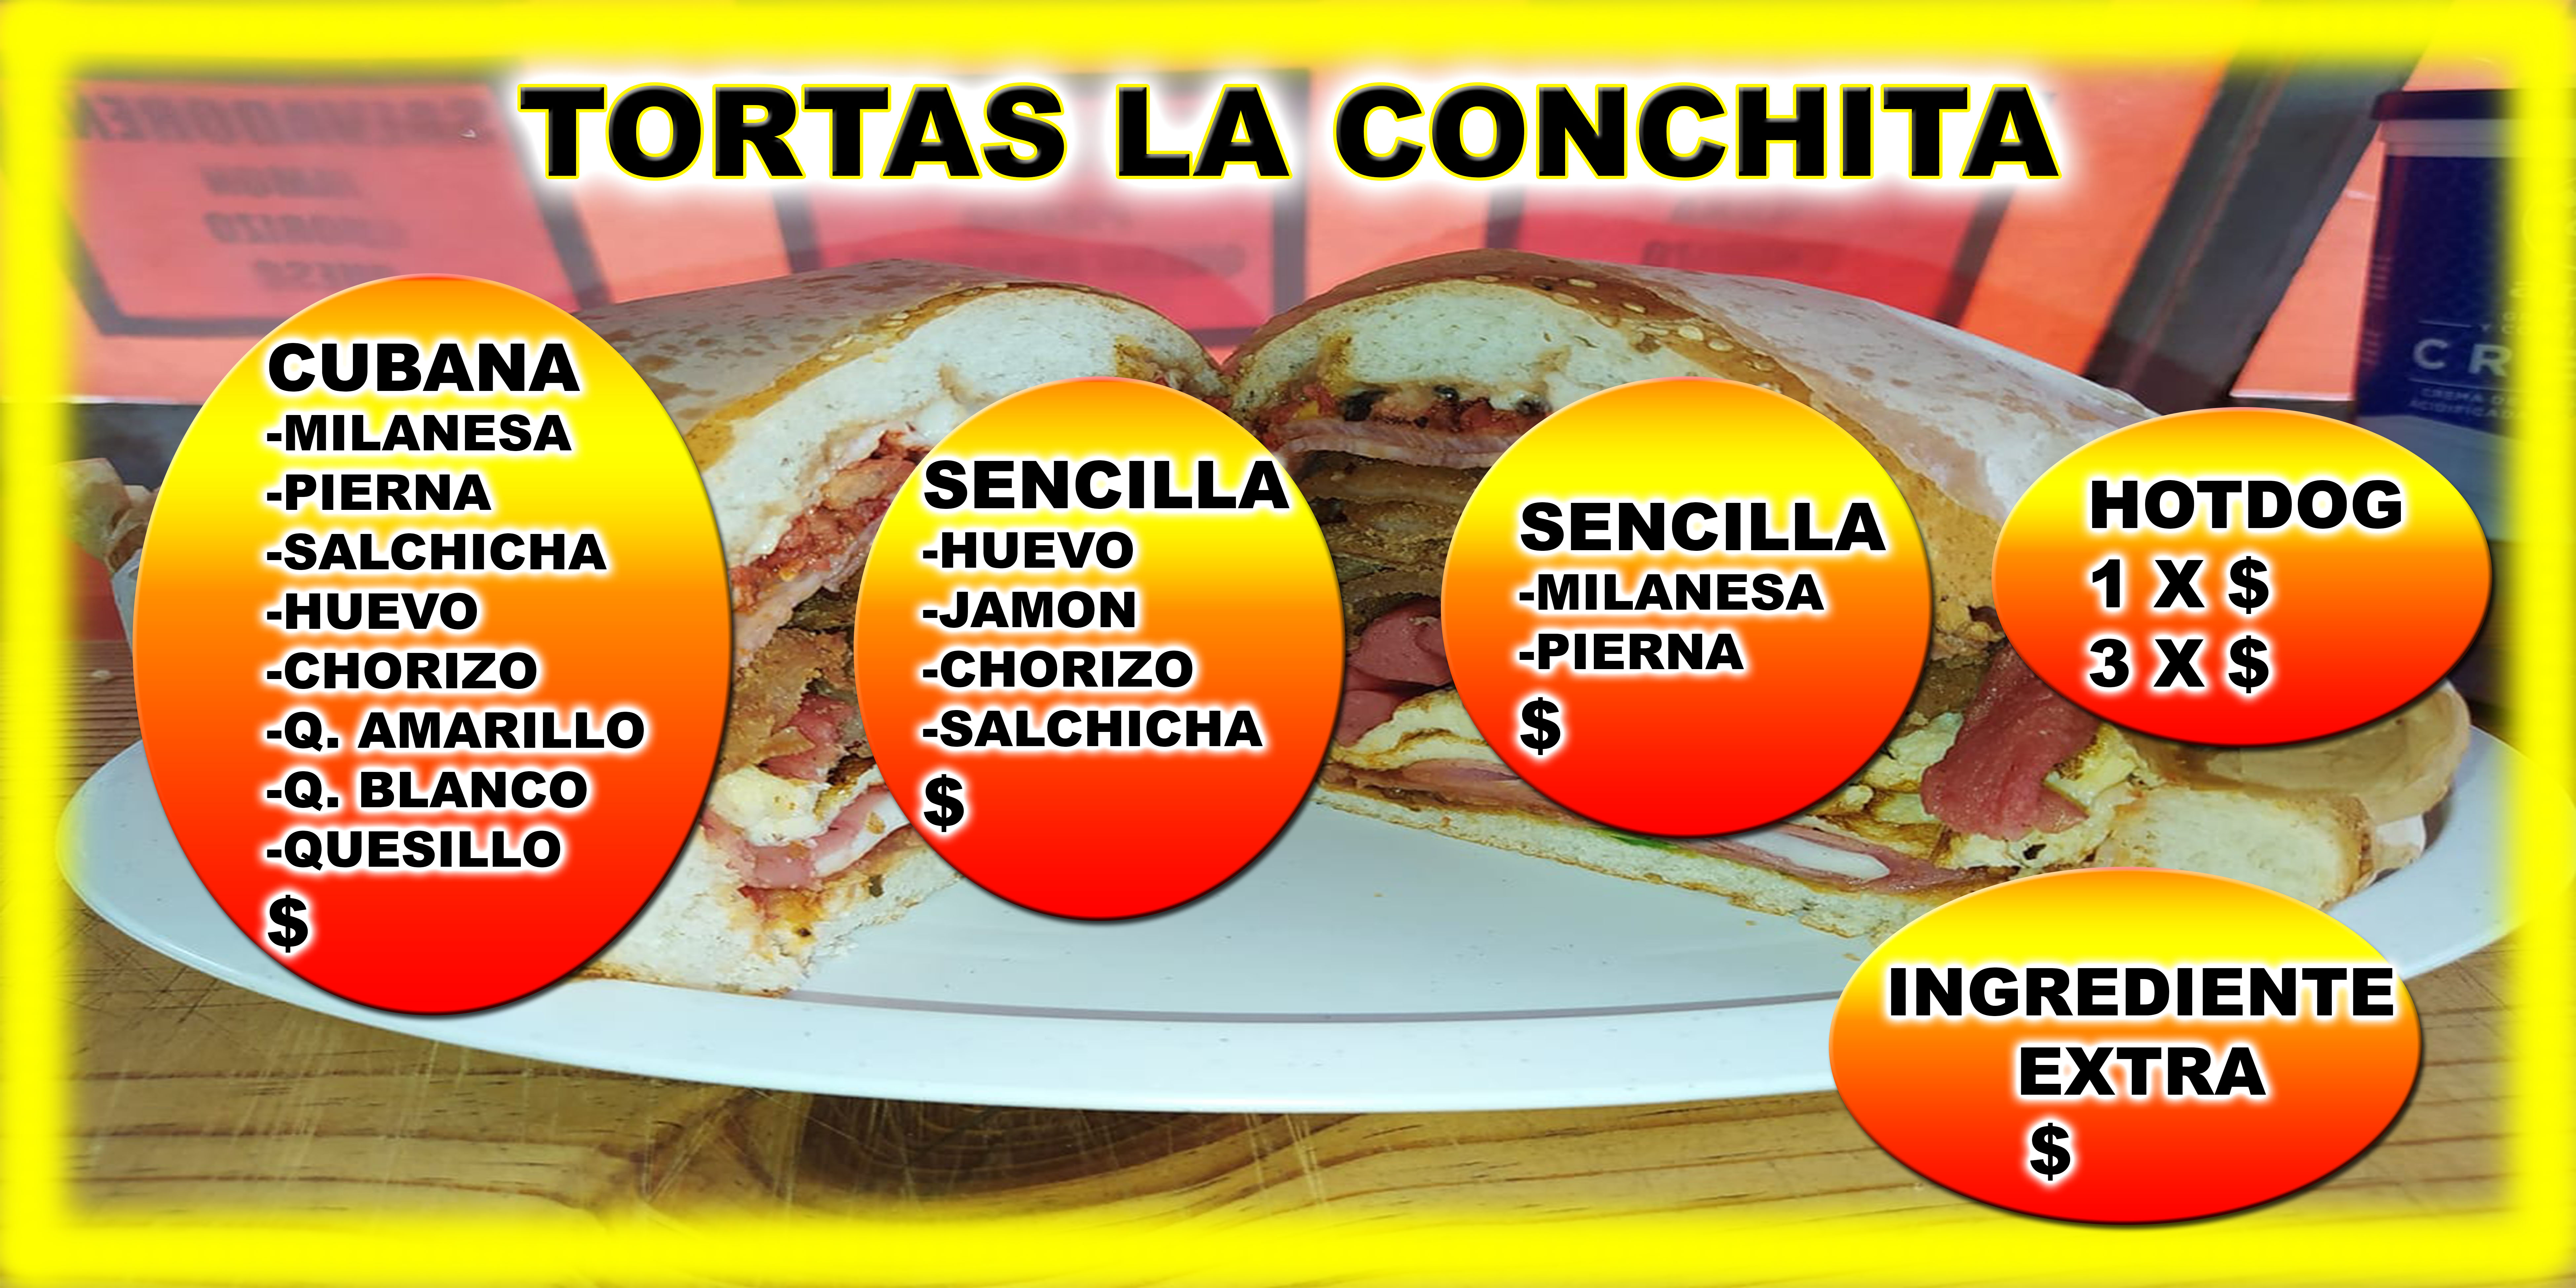 TORTAS LA CONCHITA
CUBANA
-MILANESA
-PIERNA
-SALCHICHA
-HUEVO
-CHORIZO
-Q. AMARILLO
-Q. BLANCO
-QUESILLO
$
SENCILLA
-HUEVO
-JAMON
-CHORIZO
-SALCHICHA
$
SENCILLA
-MILANESA
-PIERNA
$
HOTDOG
1 X $
3 X $
INGREDIENTE
EXTRA
$